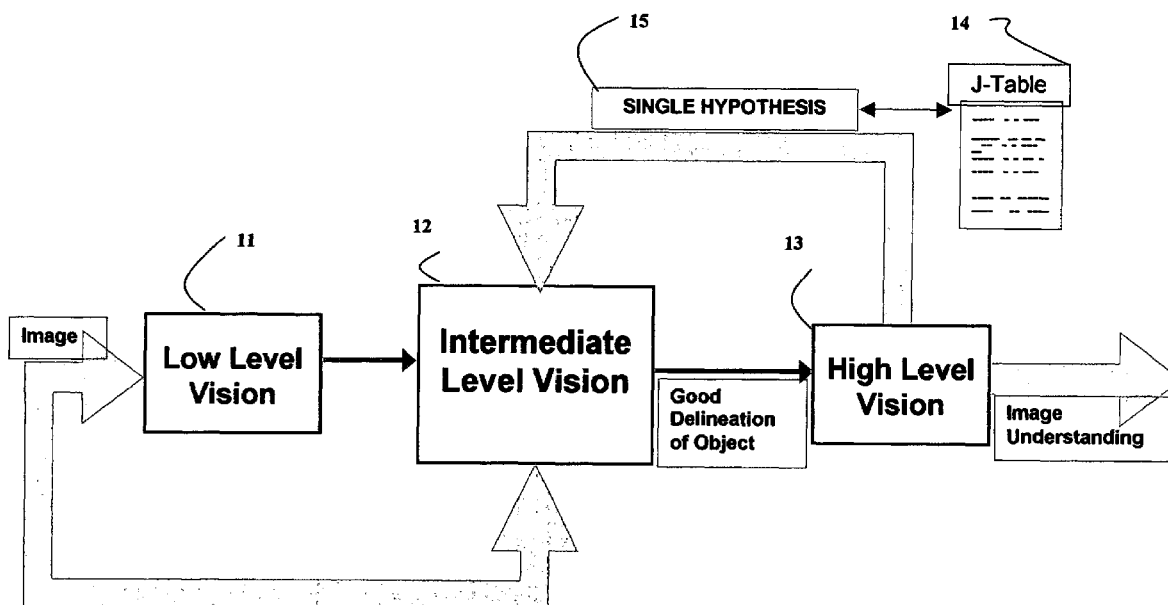 15
14
J-Table
SINGLE HYPOTHESIS
12
11
13
Image
Low Level
Vision
Intermediate
Level Vision
High Level
Vision
Good
Delineation
of Object
Image
Understanding